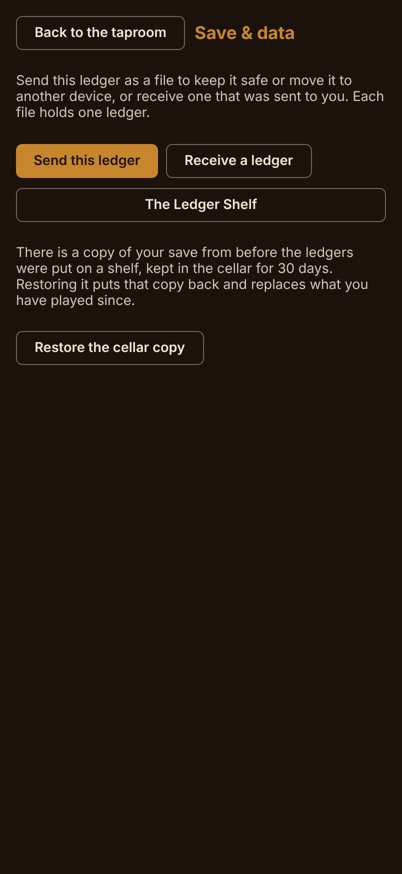 Back to the taproom
Save & data
Send this ledger as a file to keep it safe or move it to
another device, or receive one that was sent to you. Each
file holds one ledger.
Send this ledger
Receive a ledger
The Ledger Shelf
There is a copy of your save from before the ledgers
were put on a shelf, kept in the cellar for 30 days.
Restoring it puts that copy back and replaces what you
have played since.
Restore the cellar copy